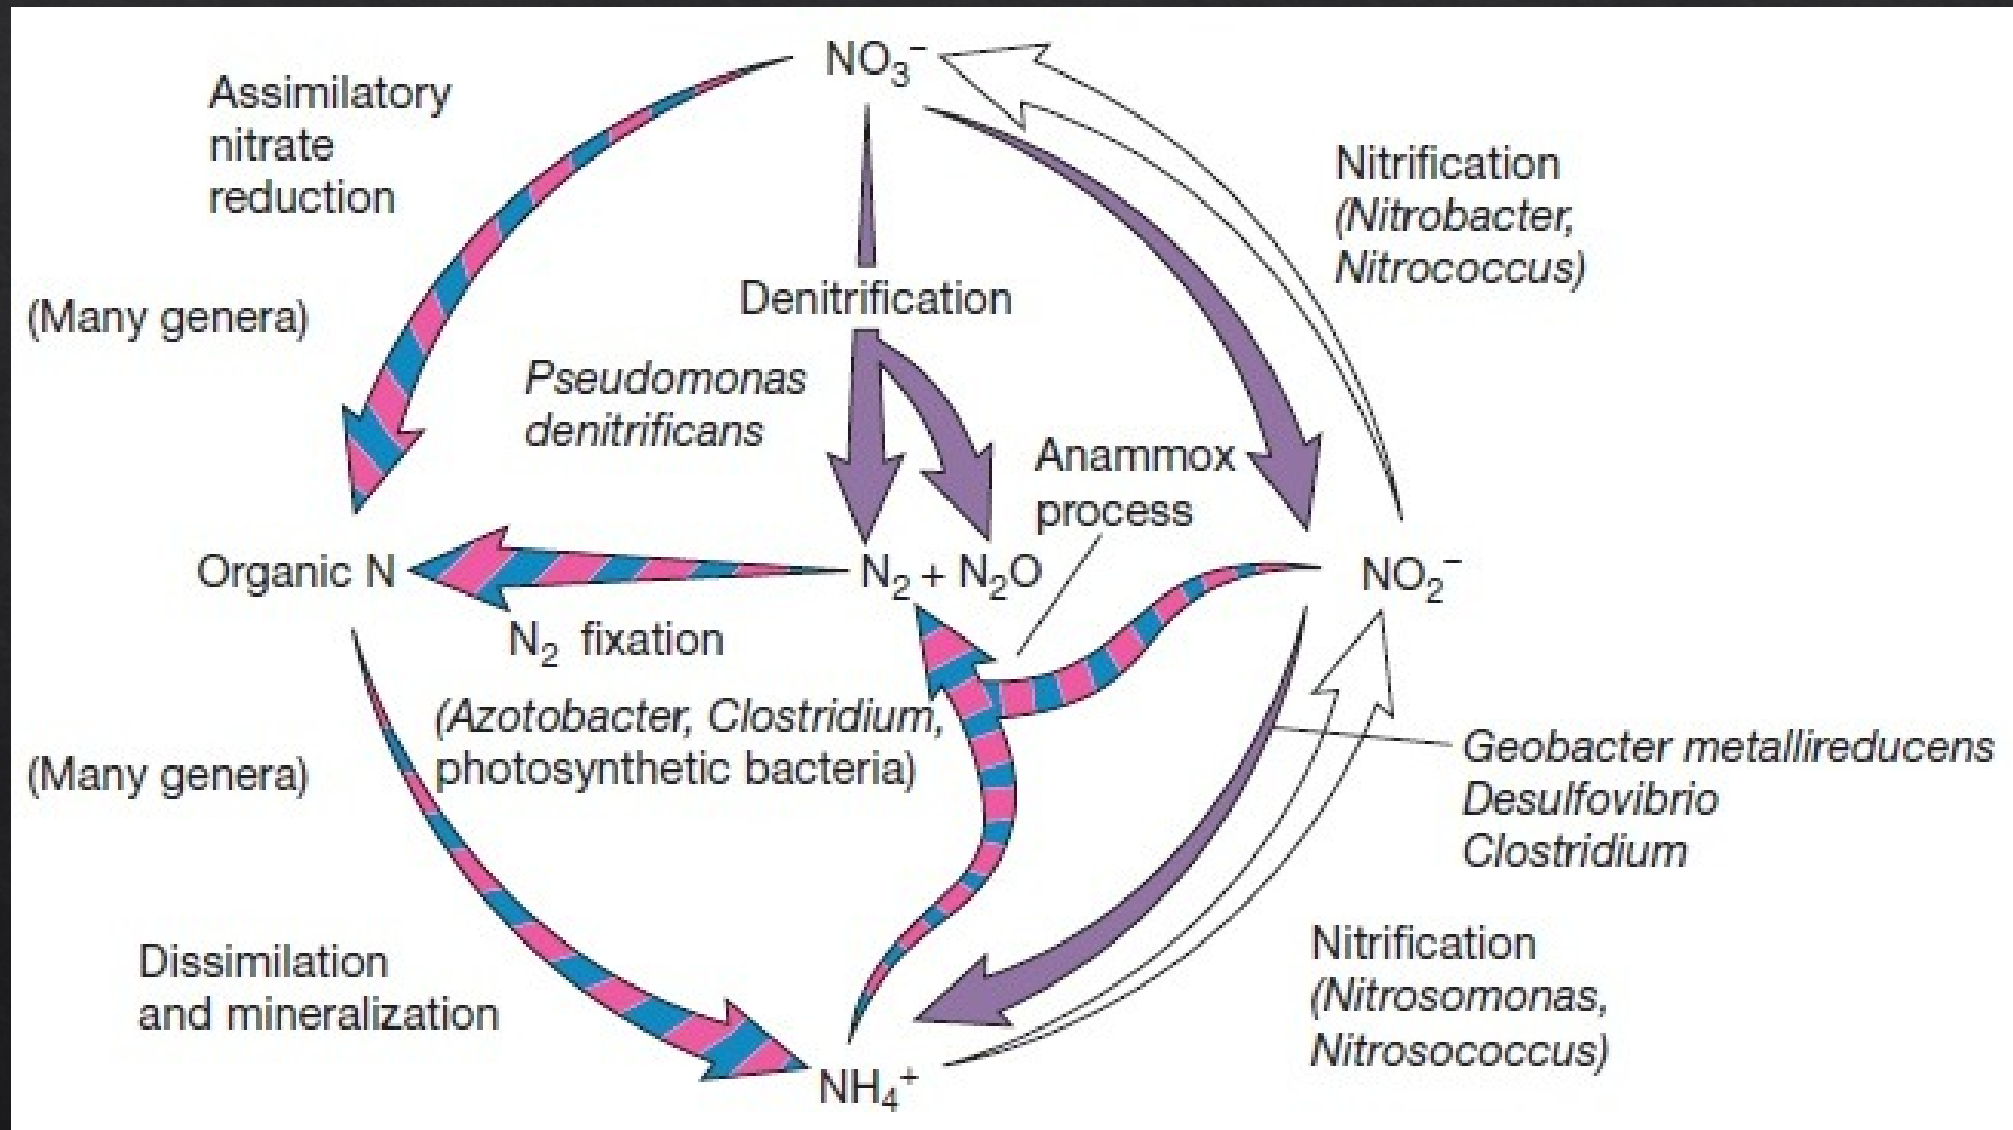 NO₃⁻
Assimilatory
nitrate
reduction
Nitrification
(Nitrobacter,
Nitrococcus)
(Many genera)
Denitrification
Pseudomonas
denitrificans
Anammox
process
Organic N
N₂ + N₂O
NO₂⁻
N₂ fixation
(Azotobacter, Clostridium,
photosynthetic bacteria)
(Many genera)
Geobacter metallireducens
Desulfovibrio
Clostridium
Dissimilation
and mineralization
Nitrification
(Nitrosomonas,
Nitrosococcus)
NH₄⁺